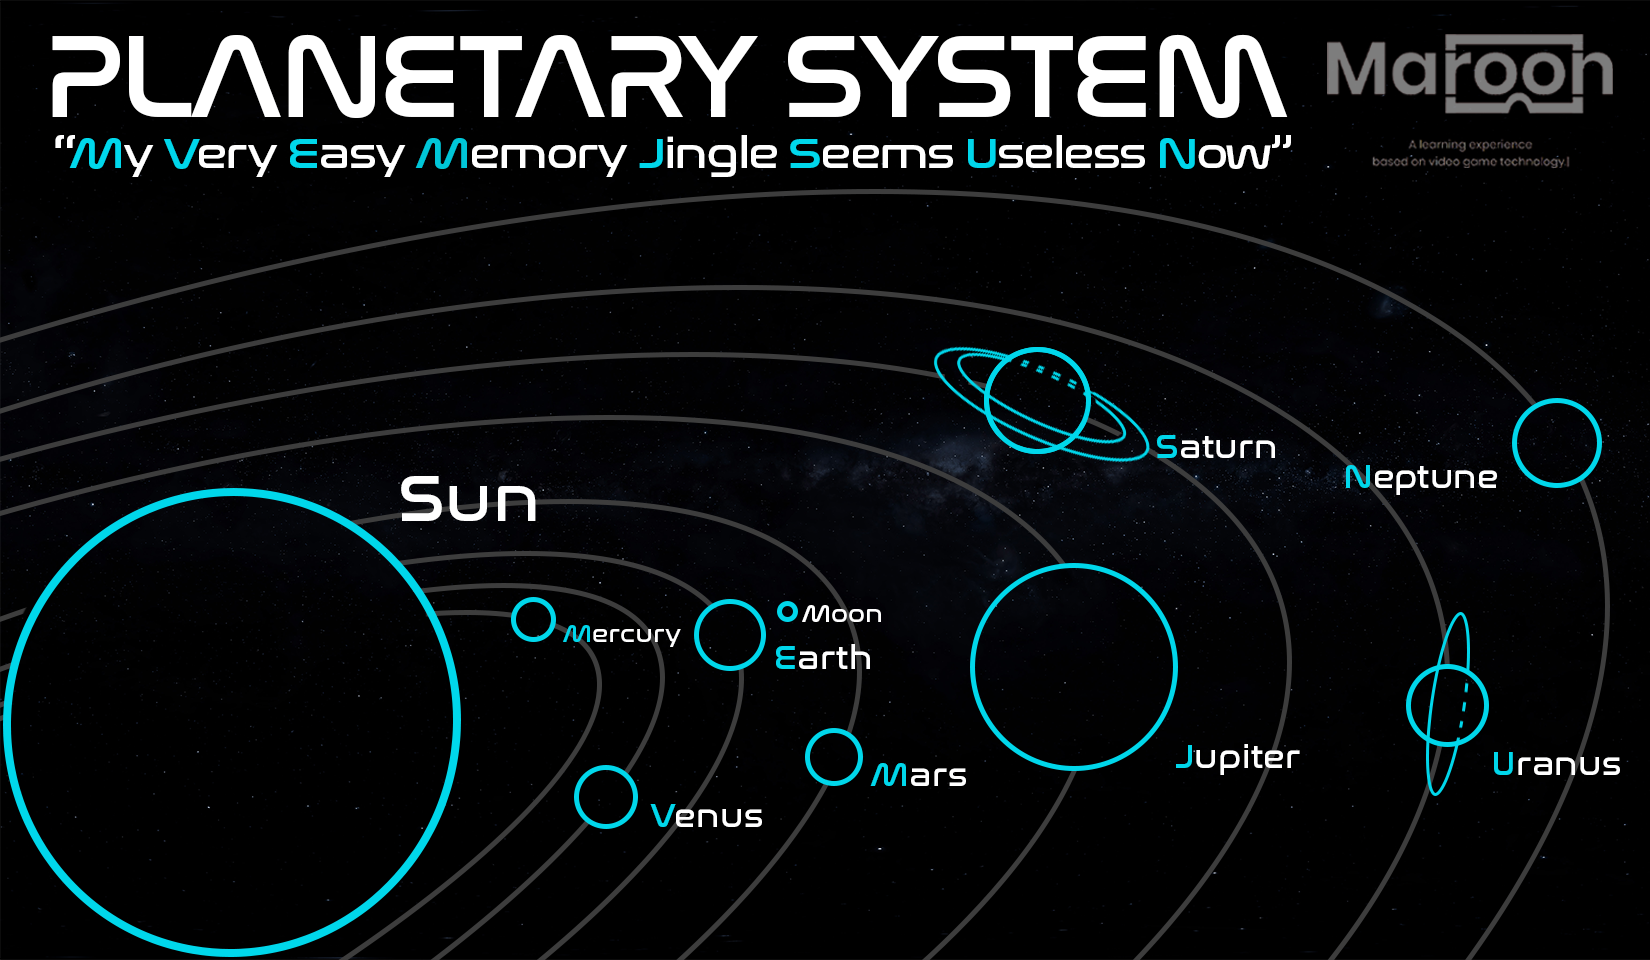 PLANETARY SYSTEM
“My Very Easy Memory Jingle Seems Useless Now”
Maroon
A learning experience
based on video game technology.|
Saturn
Neptune
Sun
Moon
Mercury
Earth
Jupiter
Uranus
Mars
Venus